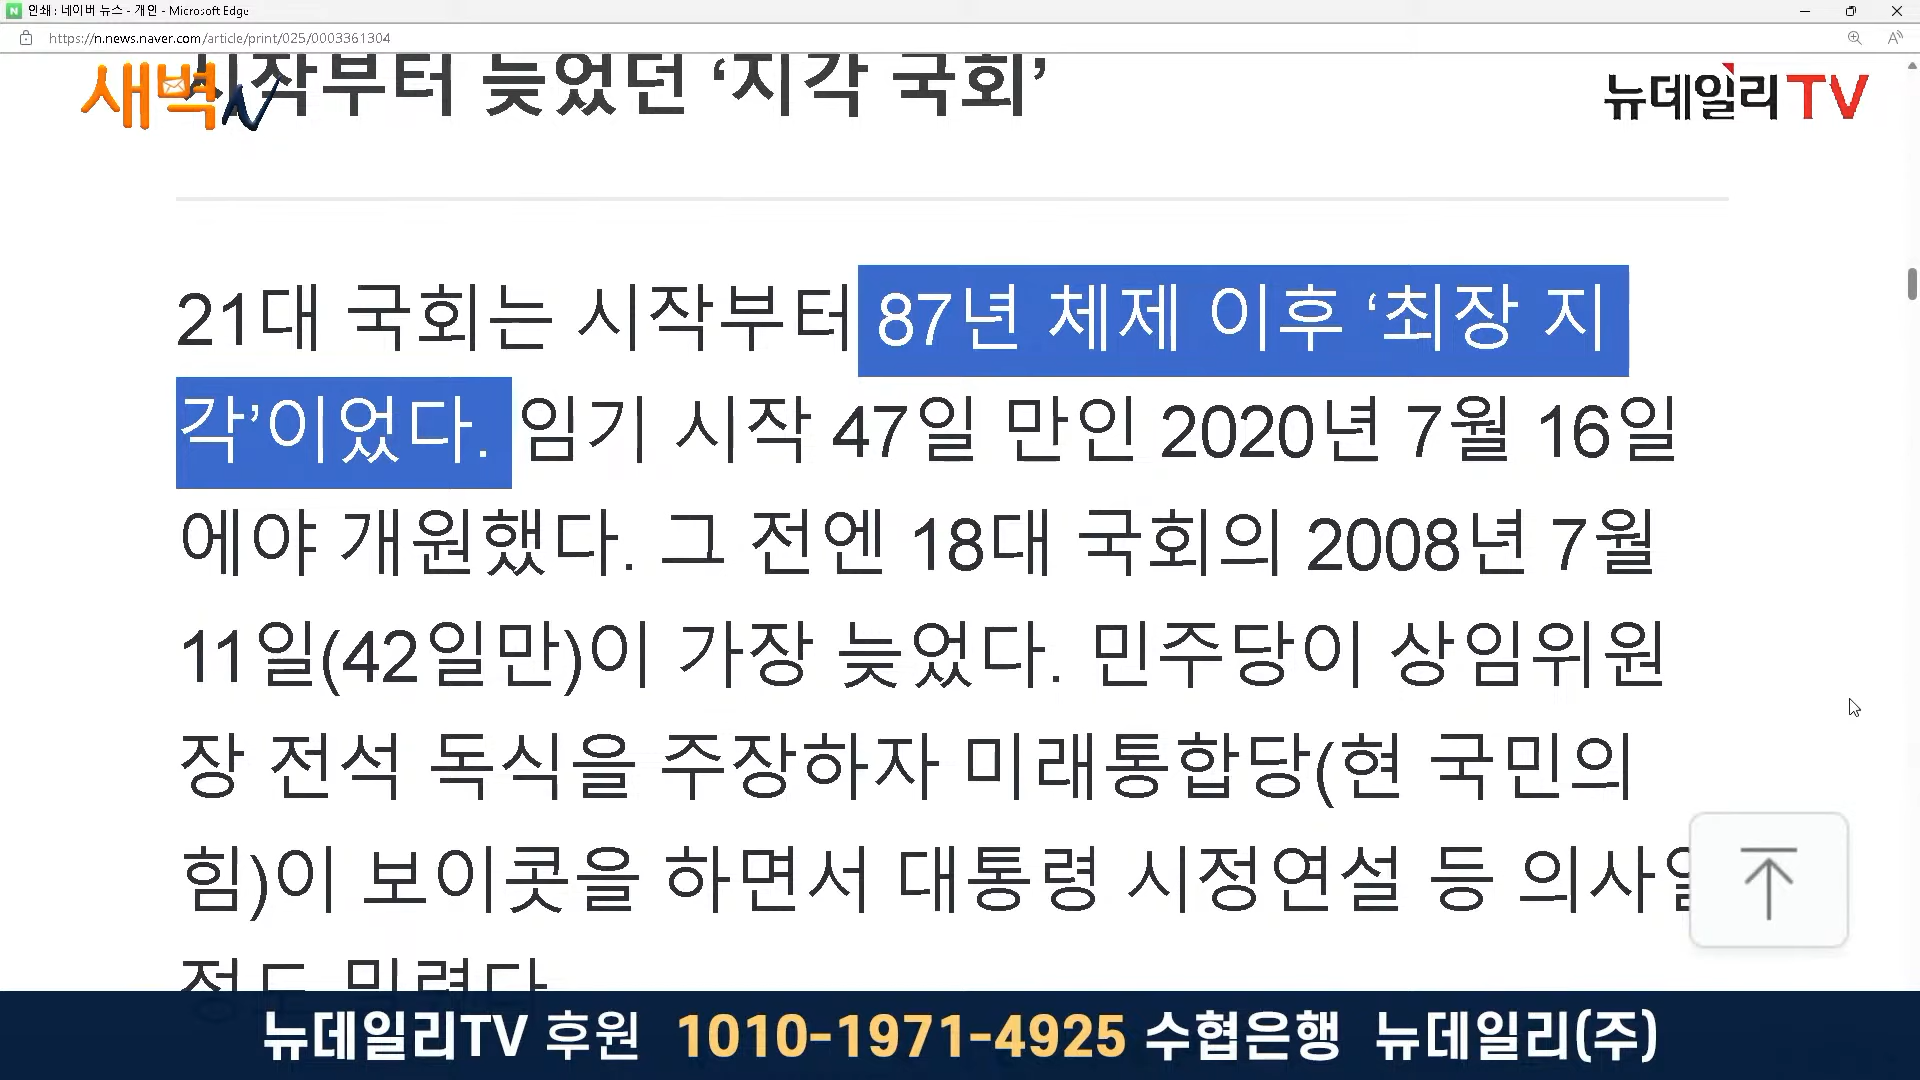 인쇄 : 네이버 뉴스 - 개인 - Microsoft Edge
https://n.news.naver.com/article/print/025/0003361304
시작부터 늦었던 ‘지각 국회’
새벽N
뉴데일리TV
21대 국회는 시작부터 87년 체제 이후 ‘최장 지
각’이었다. 임기 시작 47일 만인 2020년 7월 16일
에야 개원했다. 그 전엔 18대 국회의 2008년 7월
11일(42일만)이 가장 늦었다. 민주당이 상임위원
장 전석 독식을 주장하자 미래통합당(현 국민의
힘)이 보이콧을 하면서 대통령 시정연설 등 의사일
정도 밀렸다
뉴데일리TV 후원 1010-1971-4925 수협은행 뉴데일리(주)